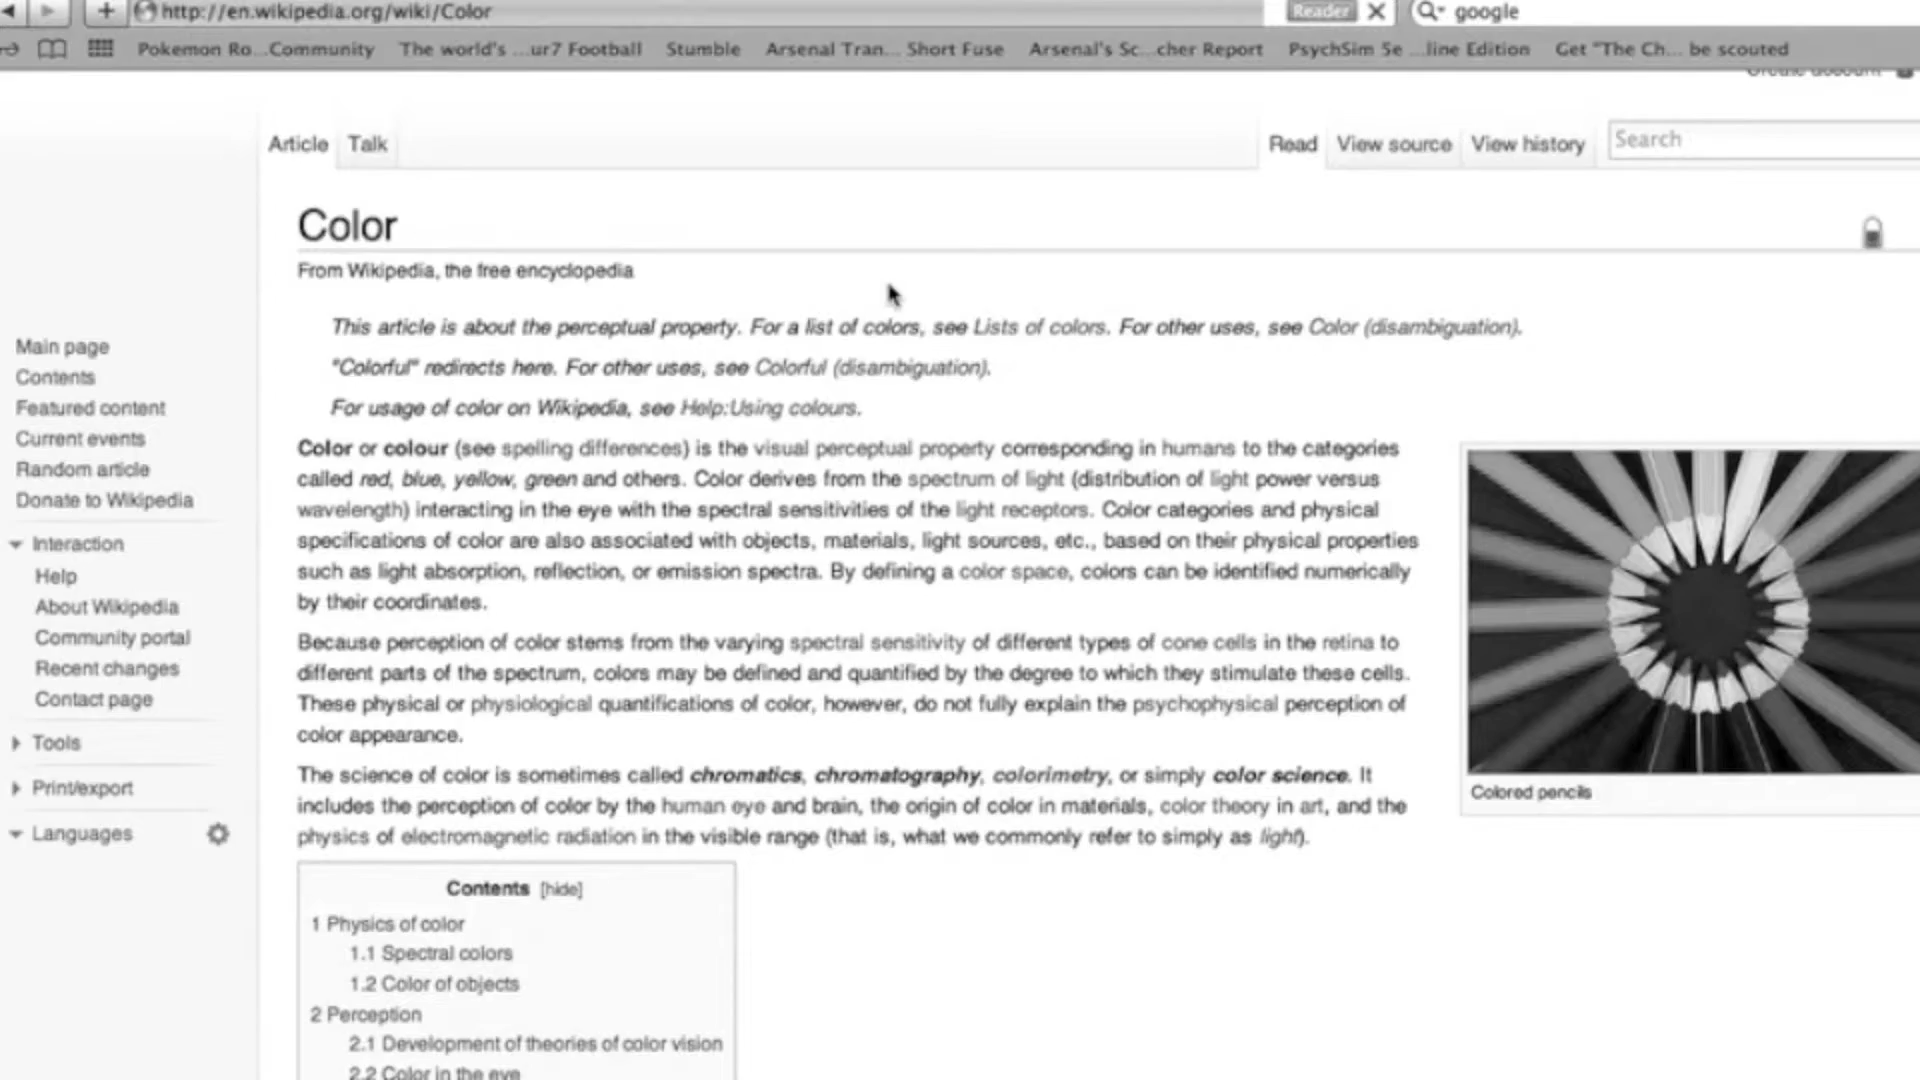 http://en.wikipedia.org/wiki/Color
Reader
google
Pokemon Ro...Community
The world's ...ur7 Football
Stumble
Arsenal Tran... Short Fuse
Arsenal's Sc...cher Report
PsychSim 5e ...line Edition
Get "The Ch... be scouted
Create account
Article
Talk
Read
View source
View history
Search
Color
From Wikipedia, the free encyclopedia
This article is about the perceptual property. For a list of colors, see Lists of colors. For other uses, see Color (disambiguation).
"Colorful" redirects here. For other uses, see Colorful (disambiguation).
For usage of color on Wikipedia, see Help:Using colours.
Main page
Contents
Featured content
Current events
Random article
Donate to Wikipedia
Interaction
Help
About Wikipedia
Community portal
Recent changes
Contact page
Tools
Print/export
Languages
Color or colour (see spelling differences) is the visual perceptual property corresponding in humans to the categories
called red, blue, yellow, green and others. Color derives from the spectrum of light (distribution of light power versus
wavelength) interacting in the eye with the spectral sensitivities of the light receptors. Color categories and physical
specifications of color are also associated with objects, materials, light sources, etc., based on their physical properties
such as light absorption, reflection, or emission spectra. By defining a color space, colors can be identified numerically
by their coordinates.
Because perception of color stems from the varying spectral sensitivity of different types of cone cells in the retina to
different parts of the spectrum, colors may be defined and quantified by the degree to which they stimulate these cells.
These physical or physiological quantifications of color, however, do not fully explain the psychophysical perception of
color appearance.
The science of color is sometimes called chromatics, chromatography, colorimetry, or simply color science. It
includes the perception of color by the human eye and brain, the origin of color in materials, color theory in art, and the
physics of electromagnetic radiation in the visible range (that is, what we commonly refer to simply as light).
Colored pencils
Contents [hide]
1 Physics of color
1.1 Spectral colors
1.2 Color of objects
2 Perception
2.1 Development of theories of color vision
2.2 Color in the eye